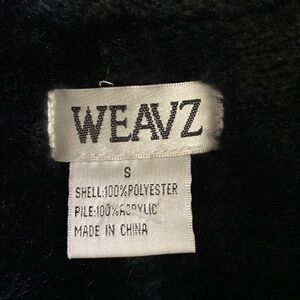 WEAVZ
S
SHELL:100%POLYESTER
PILE:100%ACRYLIC
MADE IN CHINA